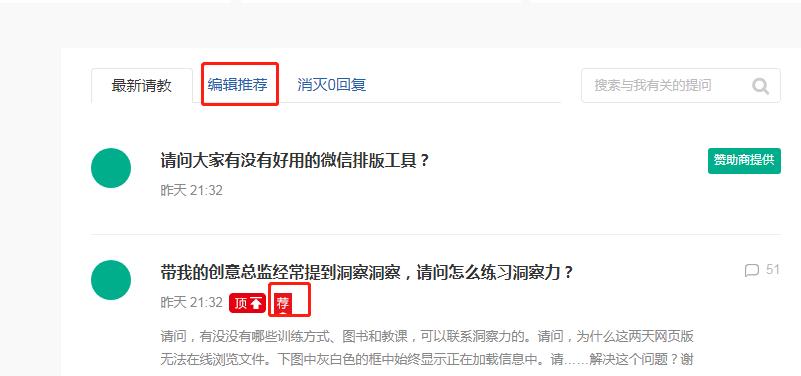 最新请教 编辑推荐 消灭0回复 搜索与我有关的提问
请问大家有没有好用的微信排版工具？ 赞助商提供
昨天 21:32
带我的创意总监经常提到洞察洞察，请问怎么练习洞察力？ 51
昨天 21:32 顶 荐
请问，有没没有哪些训练方式、图书和教课，可以联系洞察力的。请问，为什么这两天网页版
无法在线浏览文件。下图中灰白色的框中始终显示正在加载信息中。请……解决这个问题？谢